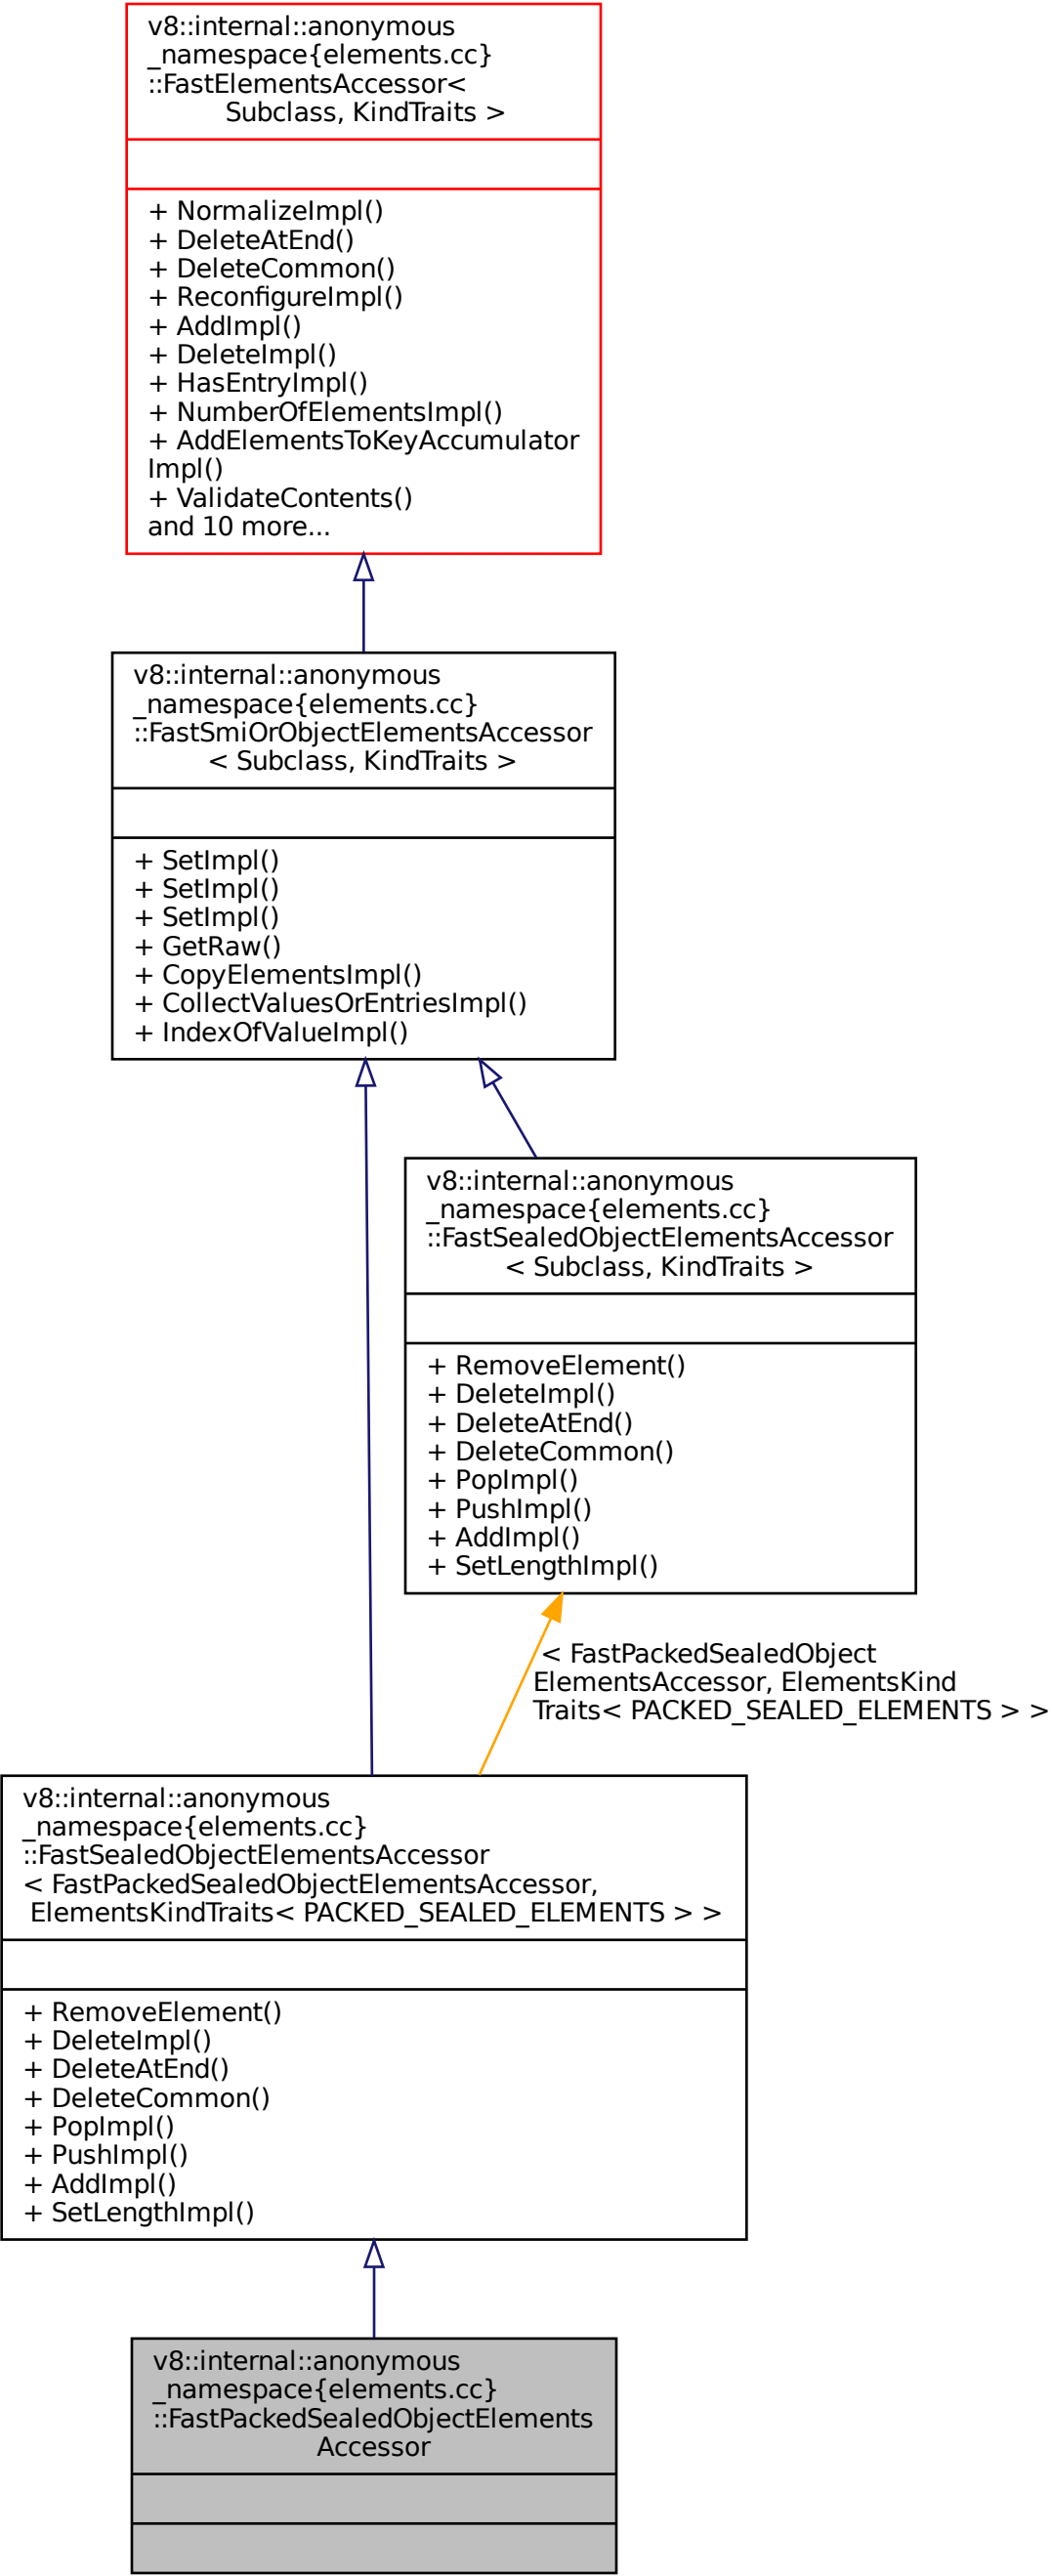 v8::internal::anonymous
_namespace{elements.cc}
::FastElementsAccessor<
Subclass, KindTraits >
+ NormalizeImpl()
+ DeleteAtEnd()
+ DeleteCommon()
+ ReconfigureImpl()
+ AddImpl()
+ DeleteImpl()
+ HasEntryImpl()
+ NumberOfElementsImpl()
+ AddElementsToKeyAccumulator
Impl()
+ ValidateContents()
and 10 more...
v8::internal::anonymous
_namespace{elements.cc}
::FastSmiOrObjectElementsAccessor
< Subclass, KindTraits >
+ SetImpl()
+ SetImpl()
+ SetImpl()
+ GetRaw()
+ CopyElementsImpl()
+ CollectValuesOrEntriesImpl()
+ IndexOfValueImpl()
v8::internal::anonymous
_namespace{elements.cc}
::FastSealedObjectElementsAccessor
< Subclass, KindTraits >
+ RemoveElement()
+ DeleteImpl()
+ DeleteAtEnd()
+ DeleteCommon()
+ PopImpl()
+ PushImpl()
+ AddImpl()
+ SetLengthImpl()
< FastPackedSealedObject
ElementsAccessor, ElementsKind
Traits< PACKED_SEALED_ELEMENTS > >
v8::internal::anonymous
_namespace{elements.cc}
::FastSealedObjectElementsAccessor
< FastPackedSealedObjectElementsAccessor,
ElementsKindTraits< PACKED_SEALED_ELEMENTS > >
+ RemoveElement()
+ DeleteImpl()
+ DeleteAtEnd()
+ DeleteCommon()
+ PopImpl()
+ PushImpl()
+ AddImpl()
+ SetLengthImpl()
v8::internal::anonymous
_namespace{elements.cc}
::FastPackedSealedObjectElements
Accessor